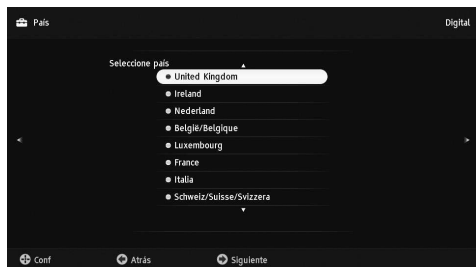 País
Digital
Seleccione país
United Kingdom
Ireland
Nederland
België/Belgique
Luxembourg
France
Italia
Schweiz/Suisse/Svizzera
Conf Atrás Siguiente